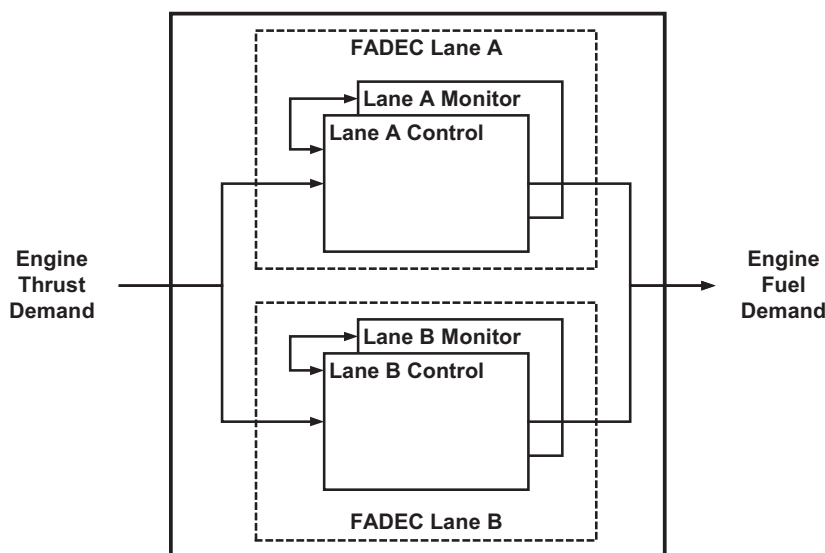 FADEC Lane A
Lane A Monitor
Lane A Control
Engine
Thrust
Demand
Engine
Fuel
Demand
Lane B Monitor
Lane B Control
FADEC Lane B